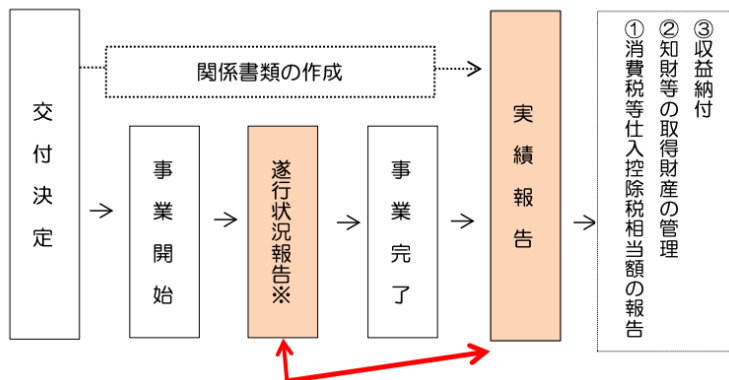 交付決定
関係書類の作成
事業開始
遂行状況報告※
事業完了
実績報告
①消費税等仕入控除税相当額の報告
②知財等の取得財産の管理
③収益納付